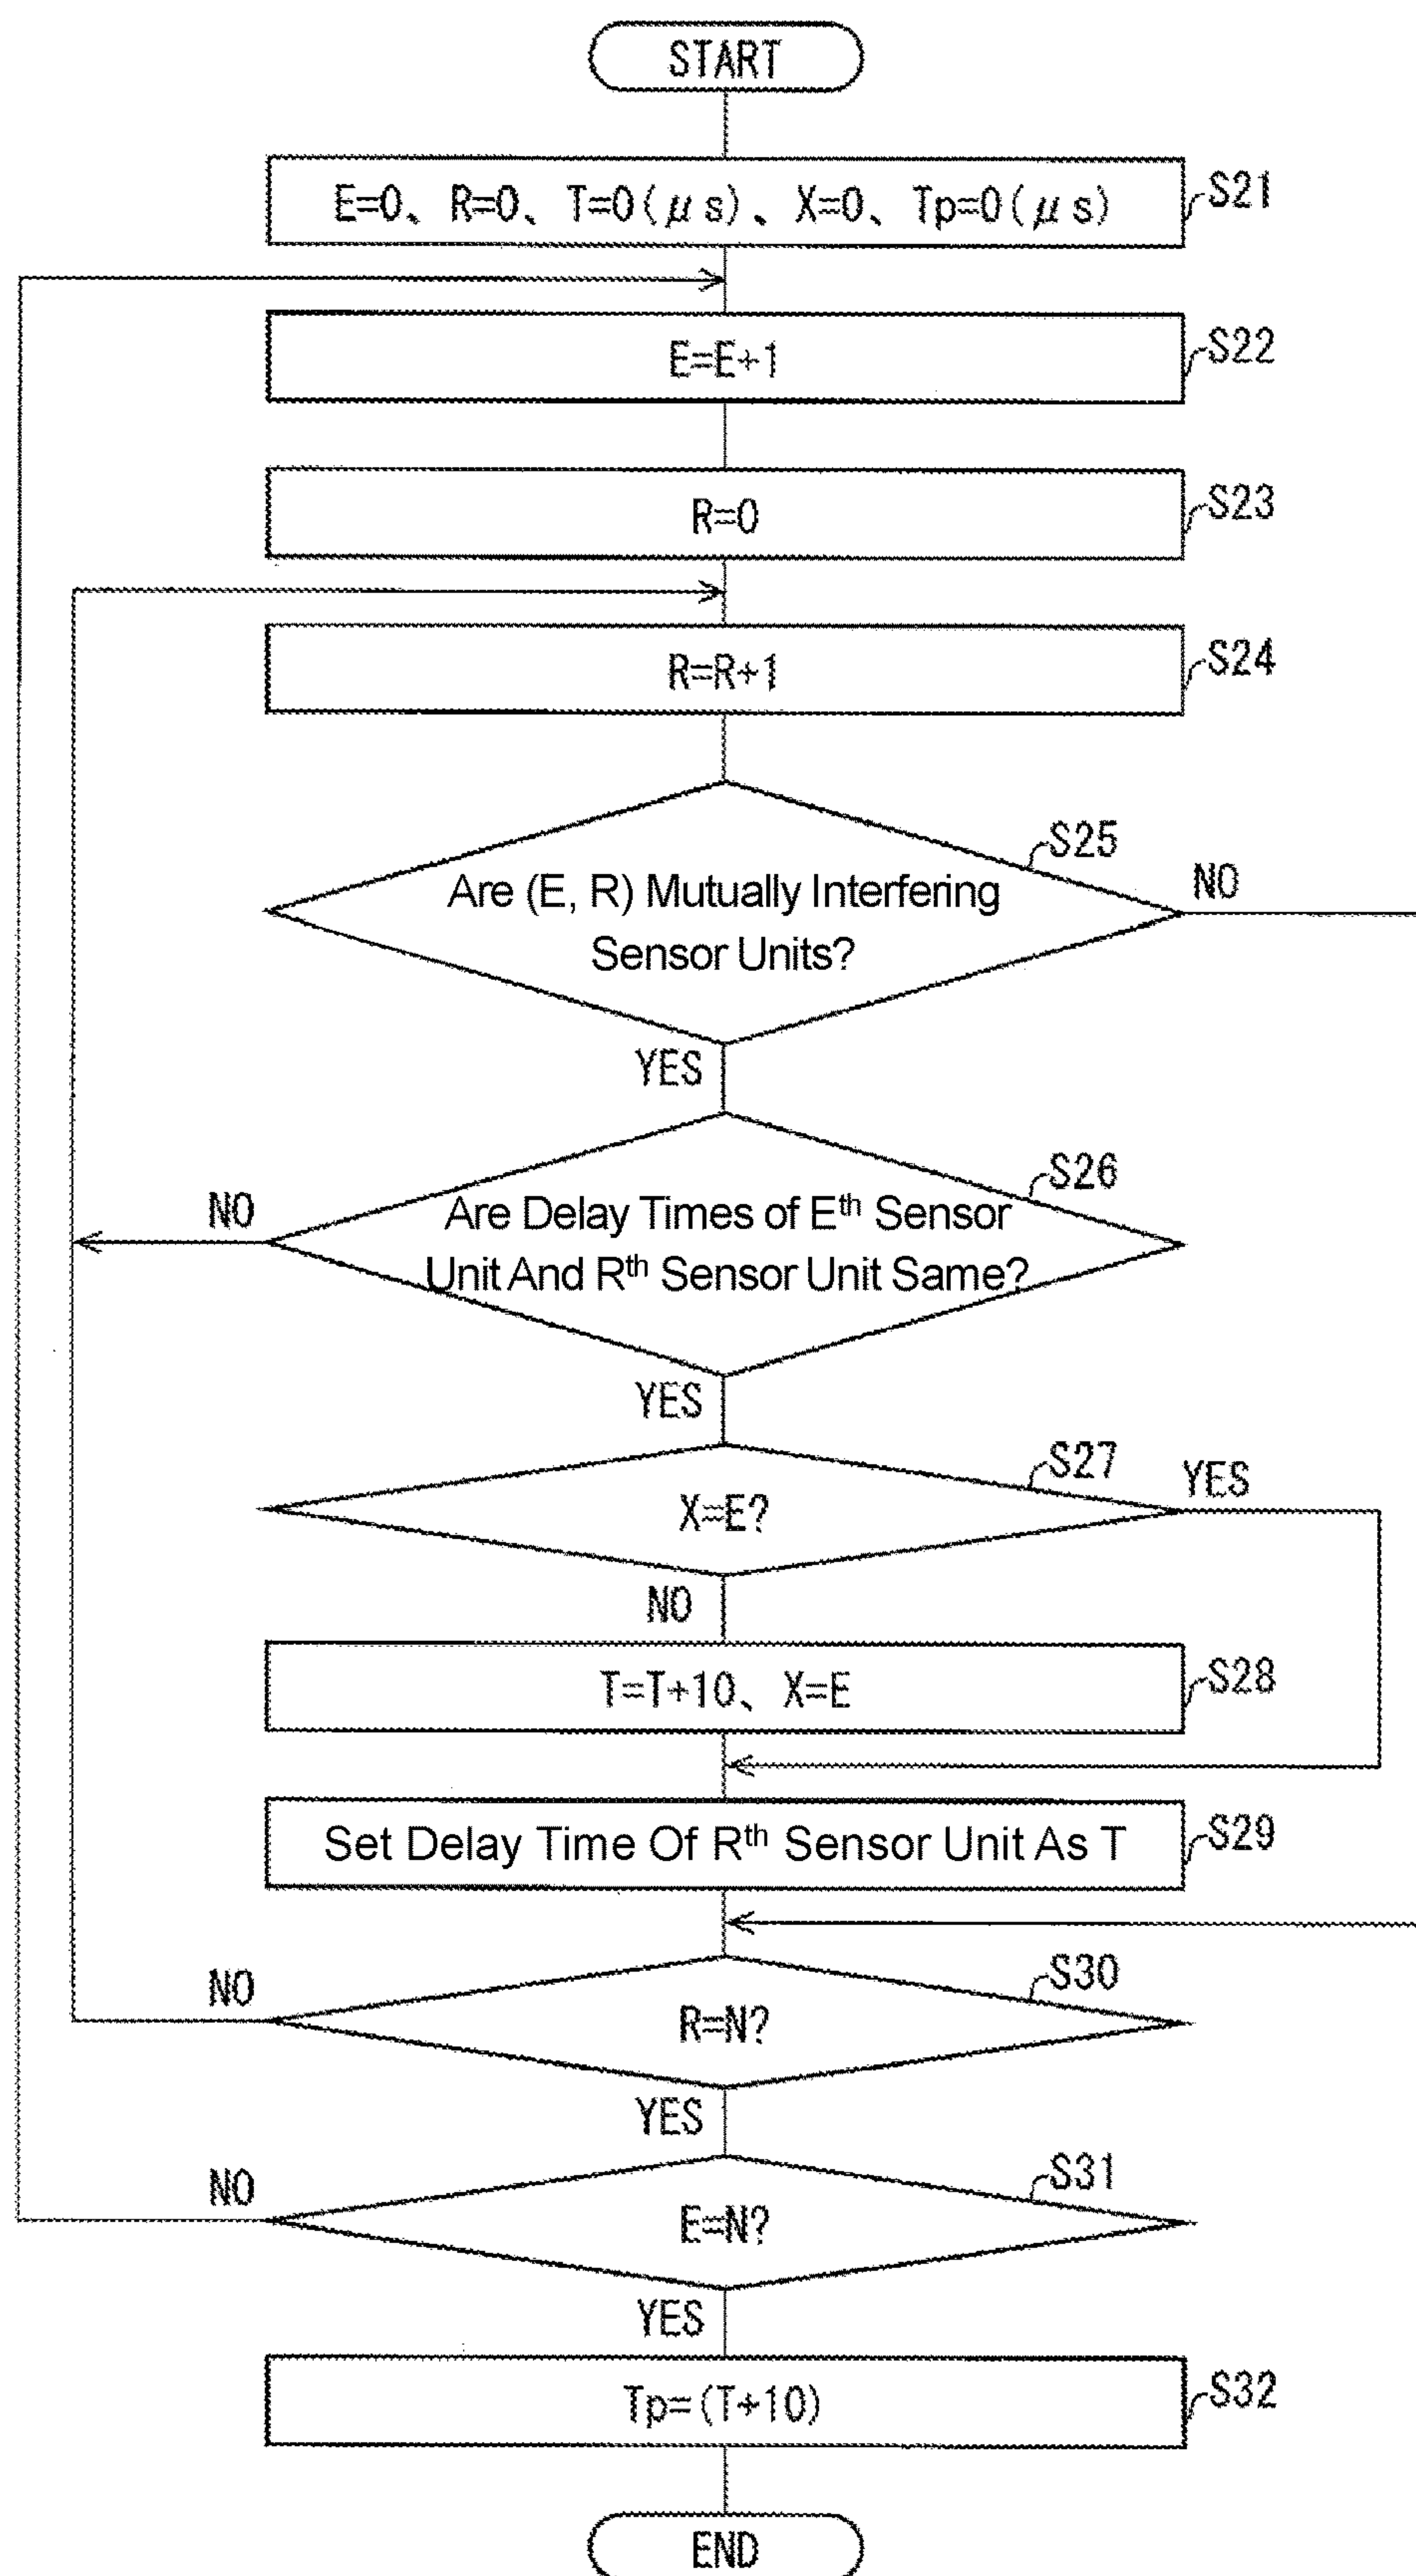 START
E=0、R=0、T=0(μs)、X=0、Tp=0(μs)
S21
E=E+1
S22
R=0
S23
R=R+1
S24
S25
Are (E, R) Mutually Interfering
Sensor Units?
NO
YES
S26
NO
Are Delay Times of Eth Sensor
Unit And Rth Sensor Unit Same?
YES
S27
X=E?
YES
NO
T=T+10、X=E
S28
Set Delay Time Of Rth Sensor Unit As T
S29
S30
NO
R=N?
YES
S31
NO
E=N?
YES
Tp=(T+10)
S32
END